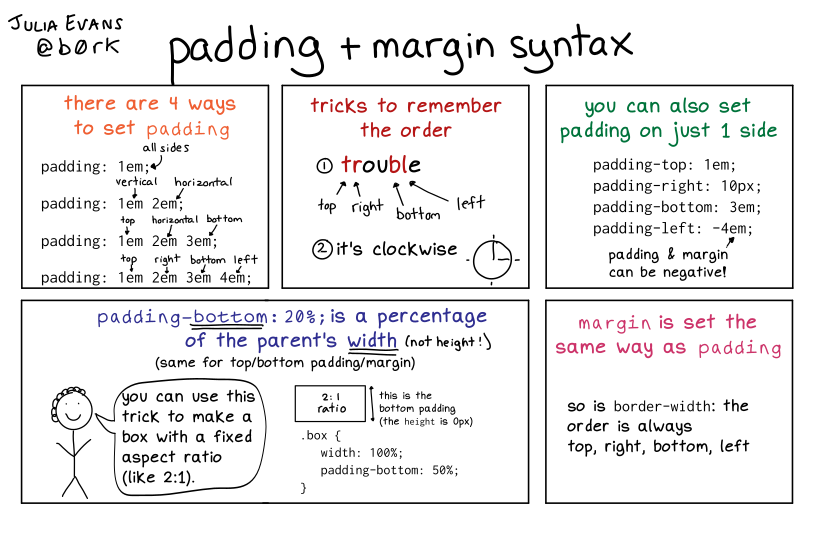 JULIA EVANS
@b0rk
padding + margin syntax
there are 4 ways
to set padding
all sides
padding: 1em;
vertical horizontal
padding: 1em 2em;
top horizontal bottom
padding: 1em 2em 3em;
top right bottom left
padding: 1em 2em 3em 4em;
tricks to remember
the order
① trouble
top right bottom left
② it's clockwise
you can also set
padding on just 1 side
padding-top: 1em;
padding-right: 10px;
padding-bottom: 3em;
padding-left: -4em;
padding & margin
can be negative!
padding-bottom: 20%; is a percentage
of the parent's width (not height!)
(same for top/bottom padding/margin)
you can use this
trick to make a
box with a fixed
aspect ratio
(like 2:1).
2:1
ratio
this is the
bottom padding
(the height is 0px)
.box {
width: 100%;
padding-bottom: 50%;
}
margin is set the
same way as padding
so is border-width: the
order is always
top, right, bottom, left